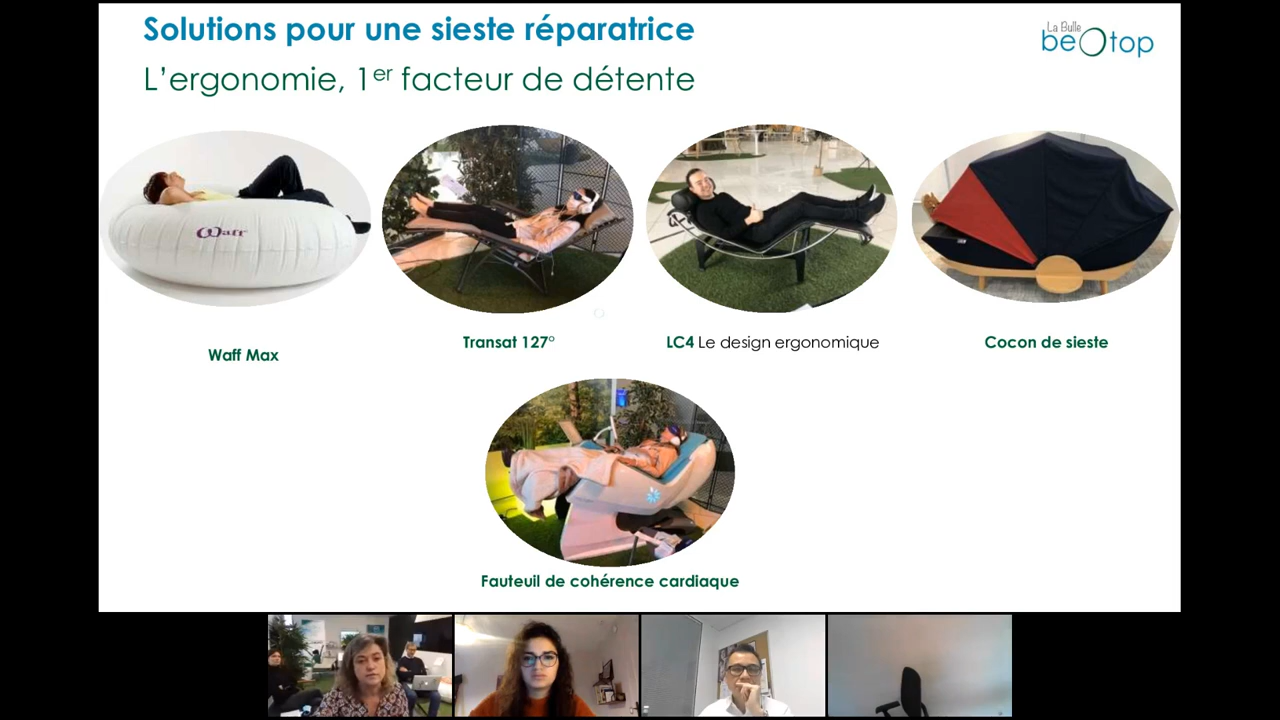 Solutions pour une sieste réparatrice
La Bulle
beOtop
L'ergonomie, 1er facteur de détente
Waff
Waff Max
Transat 127°
LC4 Le design ergonomique
Cocon de sieste
Fauteuil de cohérence cardiaque